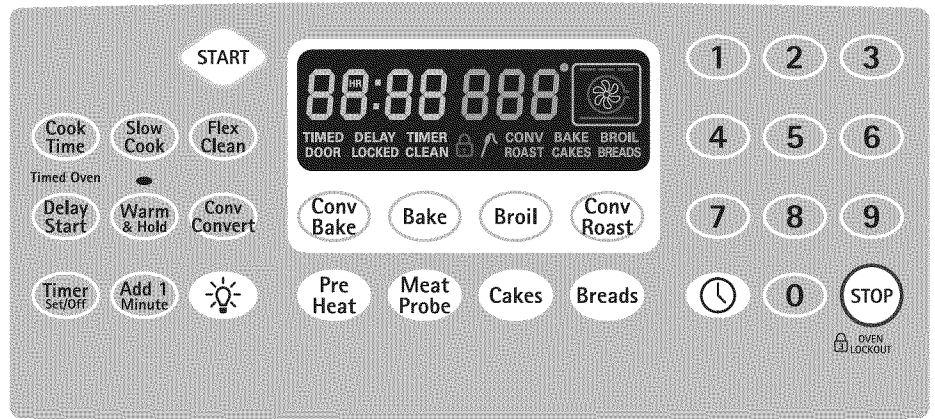 START
Cook Time
Slow Cook
Flex Clean
Timed Oven
Delay Start
Warm & Hold
Conv Convert
Timer Set/Off
Add 1 Minute
88:88 888°
HR
TIMED DELAY TIMER CONV BAKE BROIL
DOOR LOCKED CLEAN ROAST CAKES BREADS
Conv Bake
Bake
Broil
Conv Roast
Pre Heat
Meat Probe
Cakes
Breads
1 2 3
4 5 6
7 8 9
0
STOP
3
OVEN
LOCKOUT